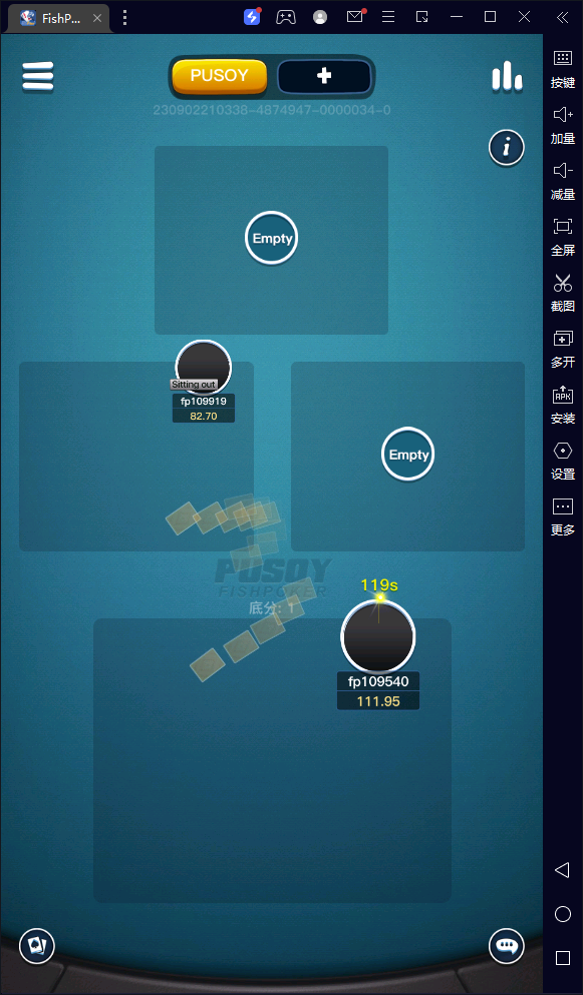 FishP...
PUSOY
230902210338-4874947-0000034-0
Empty
Sitting out
fp109919
82.70
Empty
PUSOY
FISHPOKER
底分: 1
119s
fp109540
111.95
按键
加量
减量
全屏
截图
多开
APK
安装
设置
更多